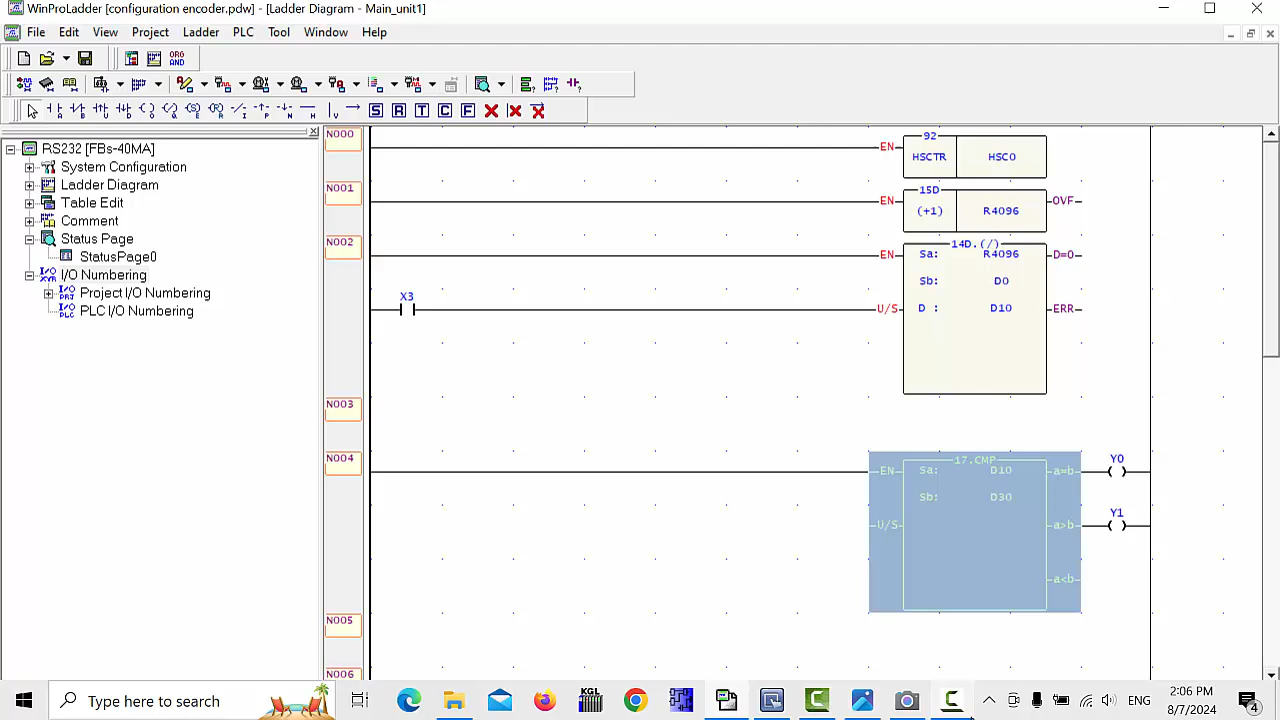 WinProLadder [configuration encoder.pdw] - [Ladder Diagram - Main_unit1]
File Edit View Project Ladder PLC Tool Window Help
ORG
AND
A B U D O Q E R I P N H V S R T C F
RS232 [FBs-40MA]
System Configuration
Ladder Diagram
Table Edit
Comment
Status Page
StatusPage0
I/O Numbering
Project I/O Numbering
PLC I/O Numbering
N000
EN
92
HSCTR HSC0
N001
EN
15D
(+1) R4096
OVF
N002
EN
14D.(/)
Sa: R4096
D=0
Sb: D0
X3
U/S
D : D10
ERR
N003
N004
EN
17.CMP
Sa: D10
a=b
Y0
Sb: D30
U/S
a>b
Y1
a<b
N005
N006
Type here to search
KGL
ENG
2:06 PM
8/7/2024
4